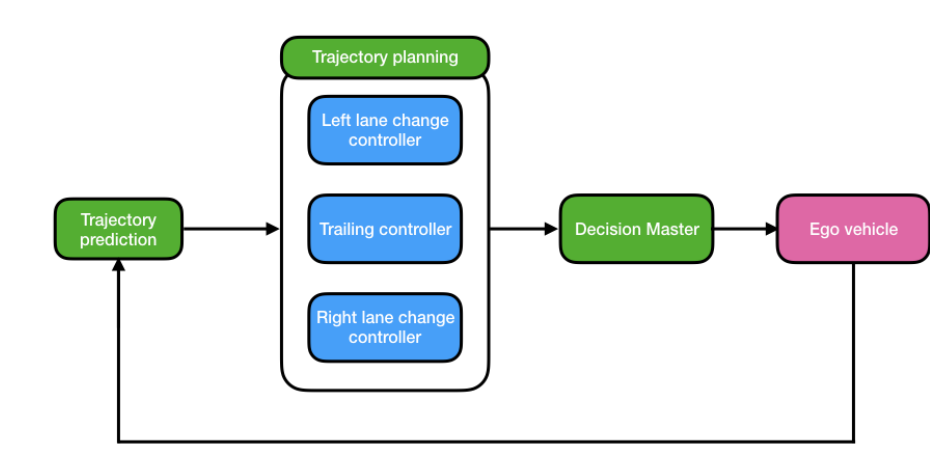 Trajectory planning
Left lane change
controller
Trajectory
prediction
Trailing controller
Decision Master
Ego vehicle
Right lane change
controller